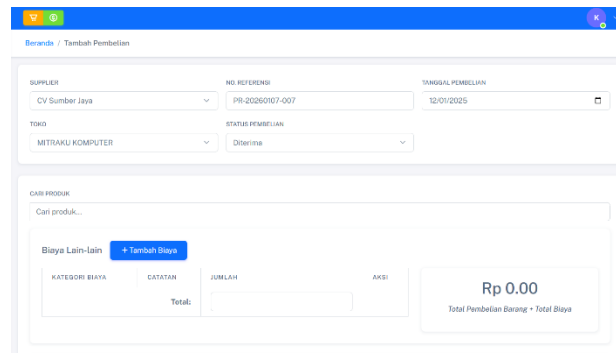 K
Beranda / Tambah Pembelian
SUPPLIER NO. REFERENSI TANGGAL PEMBELIAN
CV Sumber Jaya PR-20260107-007 12/01/2025
TOKO STATUS PEMBELIAN
MITRAKU KOMPUTER Diterima
CARI PRODUK
Cari produk...
Biaya Lain-lain + Tambah Biaya
KATEGORI BIAYA CATATAN JUMLAH AKSI
Total:
Rp 0.00
Total Pembelian Barang + Total Biaya